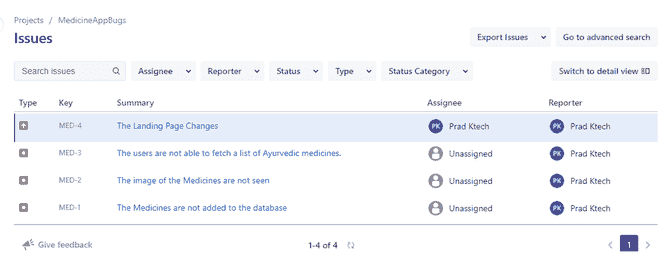 Projects / MedicineAppBugs
Issues
Export Issues
Go to advanced search
Search issues
Assignee
Reporter
Status
Type
Status Category
Switch to detail view
Type Key Summary Assignee Reporter
MED-4 The Landing Page Changes PK Prad Ktech PK Prad Ktech
MED-3 The users are not able to fetch a list of Ayurvedic medicines. Unassigned PK Prad Ktech
MED-2 The image of the Medicines are not seen Unassigned PK Prad Ktech
MED-1 The Medicines are not added to the database Unassigned PK Prad Ktech
Give feedback 1-4 of 4 1